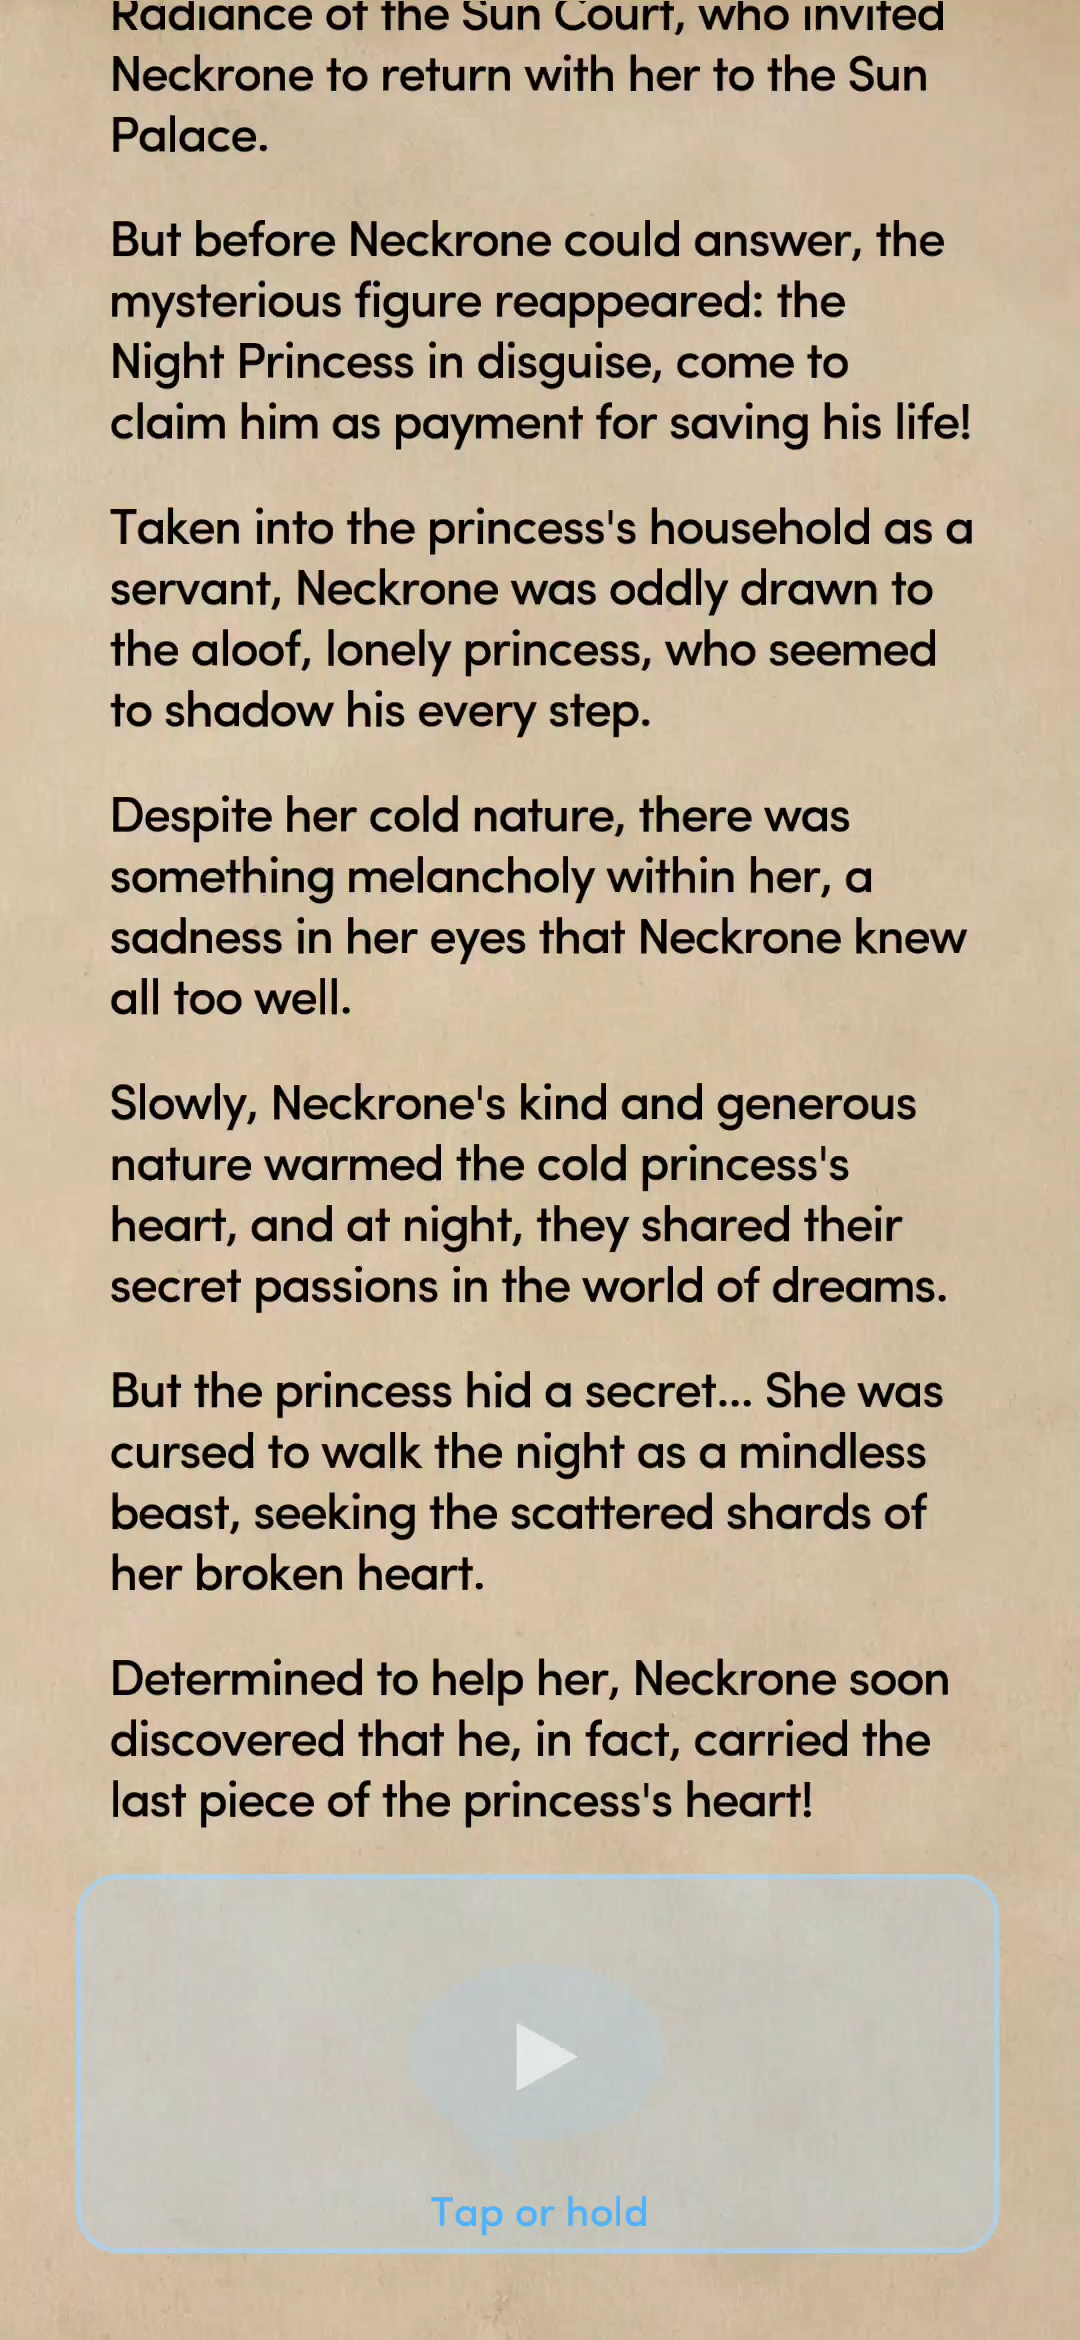 Radiance of the Sun Court, who invited
Neckrone to return with her to the Sun
Palace.
But before Neckrone could answer, the
mysterious figure reappeared: the
Night Princess in disguise, come to
claim him as payment for saving his life!
Taken into the princess's household as a
servant, Neckrone was oddly drawn to
the aloof, lonely princess, who seemed
to shadow his every step.
Despite her cold nature, there was
something melancholy within her, a
sadness in her eyes that Neckrone knew
all too well.
Slowly, Neckrone's kind and generous
nature warmed the cold princess's
heart, and at night, they shared their
secret passions in the world of dreams.
But the princess hid a secret... She was
cursed to walk the night as a mindless
beast, seeking the scattered shards of
her broken heart.
Determined to help her, Neckrone soon
discovered that he, in fact, carried the
last piece of the princess's heart!
Tap or hold